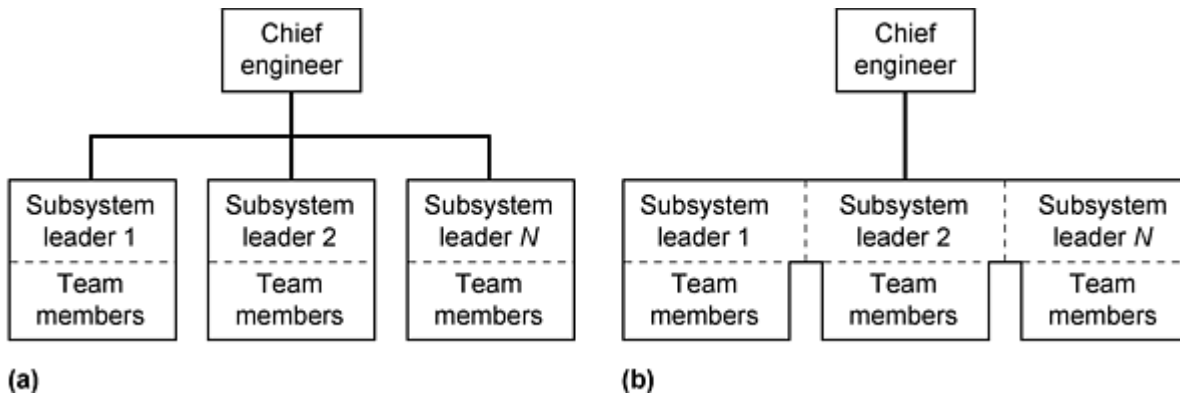 Chief
engineer
Subsystem
leader 1
Team
members
Subsystem
leader 2
Team
members
Subsystem
leader N
Team
members
(a)
Chief
engineer
Subsystem
leader 1
Team
members
Subsystem
leader 2
Team
members
Subsystem
leader N
Team
members
(b)